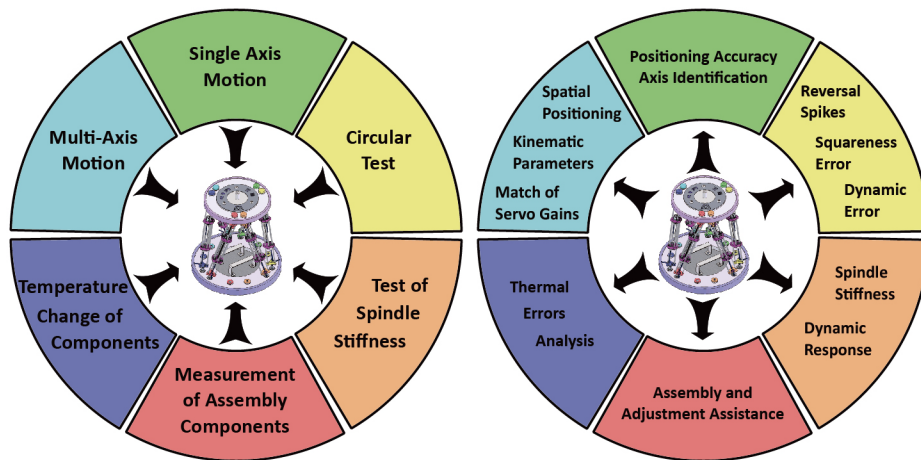 Single Axis
Motion
Multi-Axis
Motion
Circular
Test
Temperature
Change of
Components
Test of
Spindle
Stiffness
Measurement
of Assembly
Components
Positioning Accuracy
Axis Identification
Spatial
Positioning
Kinematic
Parameters
Match of
Servo Gains
Reversal
Spikes
Squareness
Error
Dynamic
Error
Thermal
Errors
Analysis
Spindle
Stiffness
Dynamic
Response
Assembly and
Adjustment Assistance